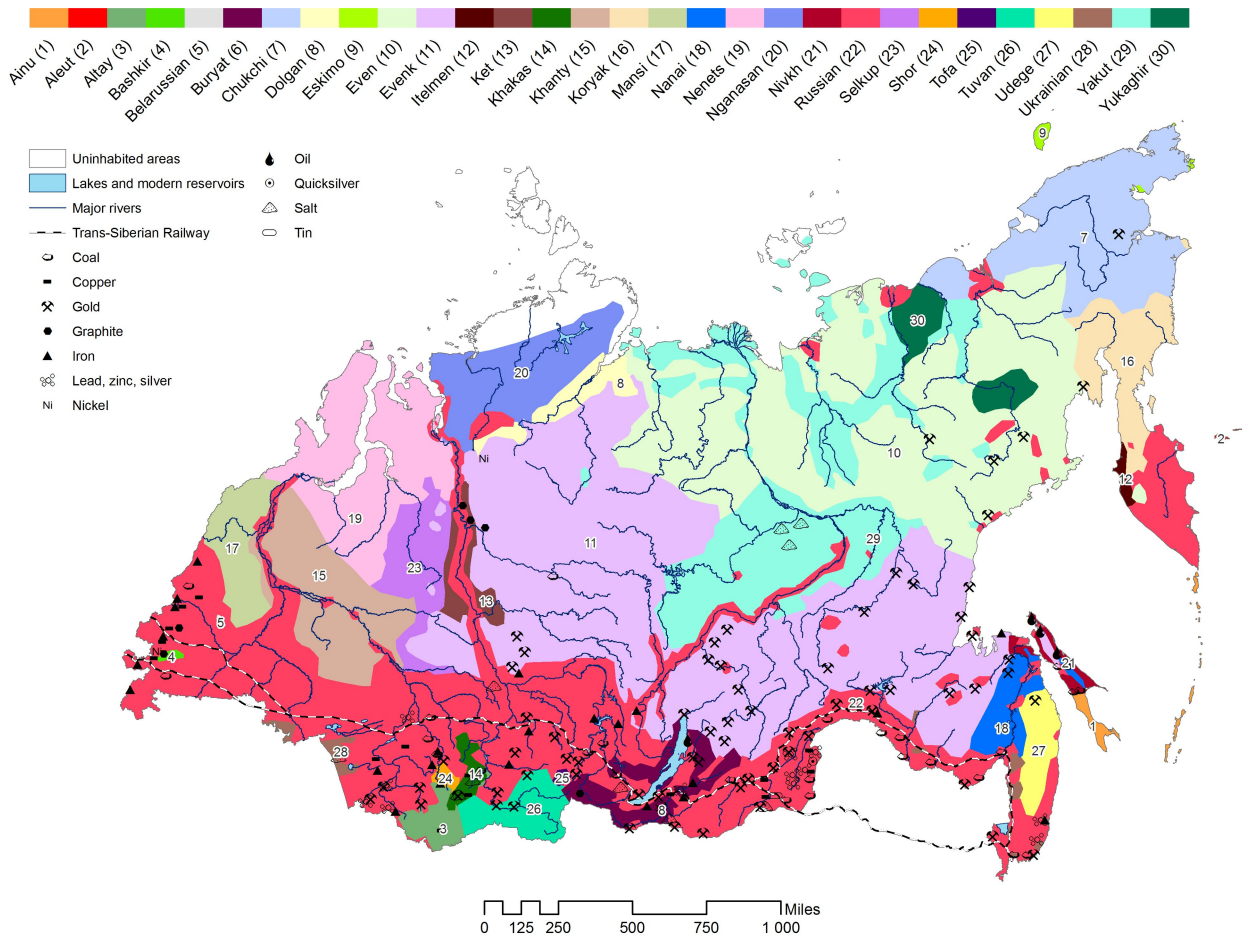 Ainu (1)
Aleut (2)
Altay (3)
Bashkir (4)
Belarussian (5)
Buryat (6)
Chukchi (7)
Dolgan (8)
Eskimo (9)
Even (10)
Evenk (11)
Itelmen (12)
Ket (13)
Khakas (14)
Khanty (15)
Koryak (16)
Mansi (17)
Nanai (18)
Nenets (19)
Nganasan (20)
Nivkh (21)
Russian (22)
Selkup (23)
Shor (24)
Tofa (25)
Tuvan (26)
Udege (27)
Ukrainian (28)
Yakut (29)
Yukaghir (30)
Uninhabited areas
Lakes and modern reservoirs
Major rivers
Trans-Siberian Railway
Coal
Copper
Gold
Graphite
Iron
Lead, zinc, silver
Ni Nickel
Oil
Quicksilver
Salt
Tin
9
7
30
20
8
16
2
10
Ni
12
19
11
17
29
15
23
13
5
Ni
4
21
22
1
18
27
28
24
14
25
26
8
3
Miles
0 125 250 500 750 1 000